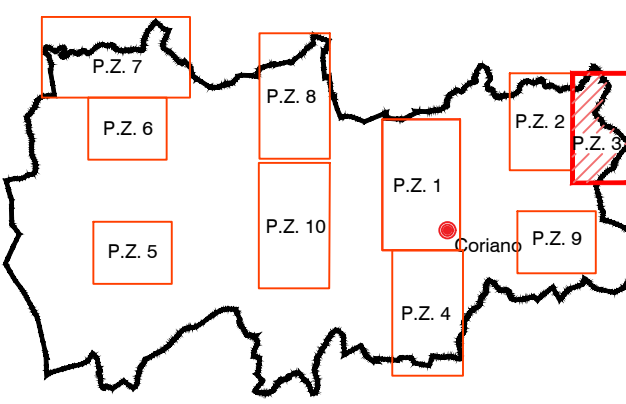 P.Z. 7
P.Z. 8
P.Z. 6
P.Z. 2
P.Z. 3
P.Z. 1
P.Z. 10
P.Z. 5
Coriano
P.Z. 9
P.Z. 4